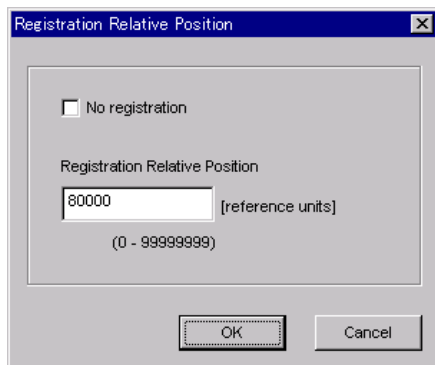 Registration Relative Position
No registration
Registration Relative Position
80000 [reference units]
(0 - 99999999)
OK Cancel